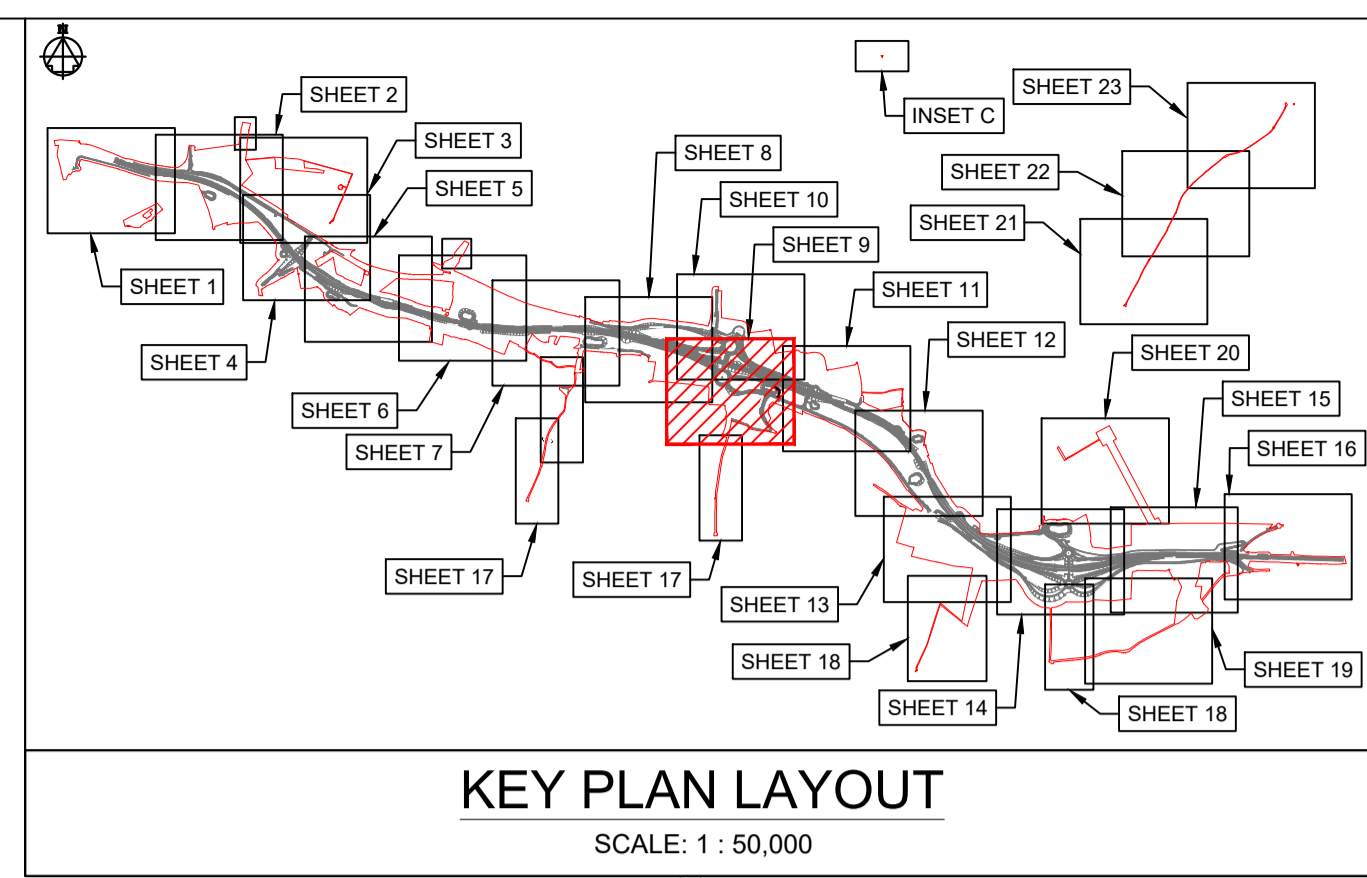 N
SHEET 2
INSET C
SHEET 23
SHEET 3
SHEET 8
SHEET 22
SHEET 5
SHEET 10
SHEET 21
SHEET 9
SHEET 1
SHEET 11
SHEET 12
SHEET 4
SHEET 20
SHEET 6
SHEET 15
SHEET 7
SHEET 16
SHEET 17
SHEET 17
SHEET 13
SHEET 18
SHEET 19
SHEET 14
SHEET 18
KEY PLAN LAYOUT
SCALE: 1 : 50,000